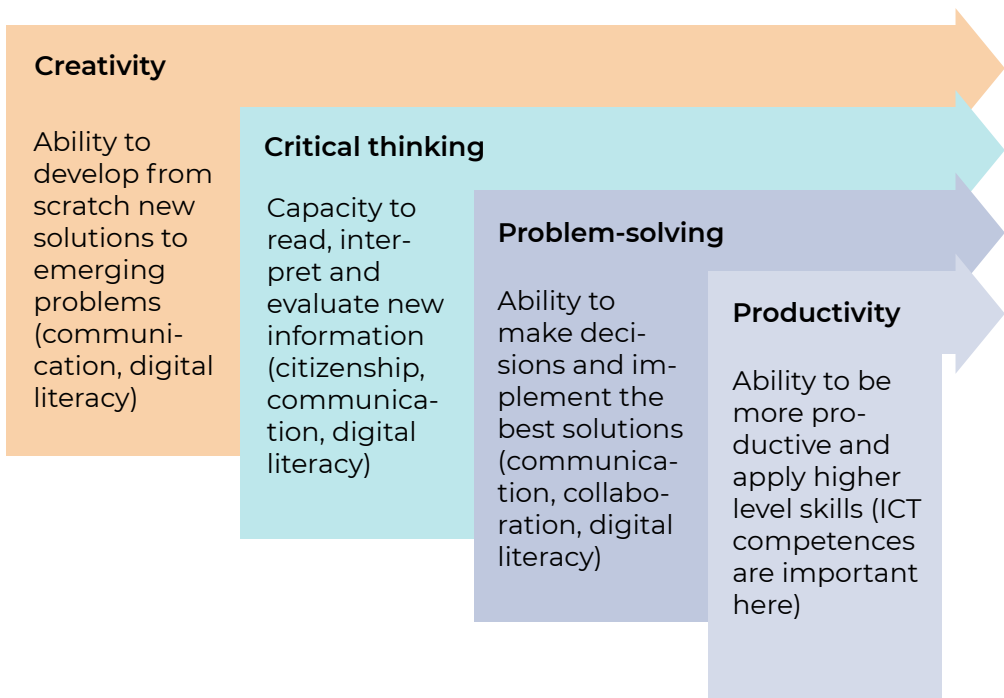 Creativity
Ability to
develop from
scratch new
solutions to
emerging
problems
(communi-
cation, digital
literacy)
Critical thinking
Capacity to
read, inter-
pret and
evaluate new
information
(citizenship,
communica-
tion, digital
literacy)
Problem-solving
Ability to
make deci-
sions and im-
plement the
best solutions
(communica-
tion, collabo-
ration, digital
literacy)
Productivity
Ability to be
more pro-
ductive and
apply higher
level skills (ICT
competences
are important
here)